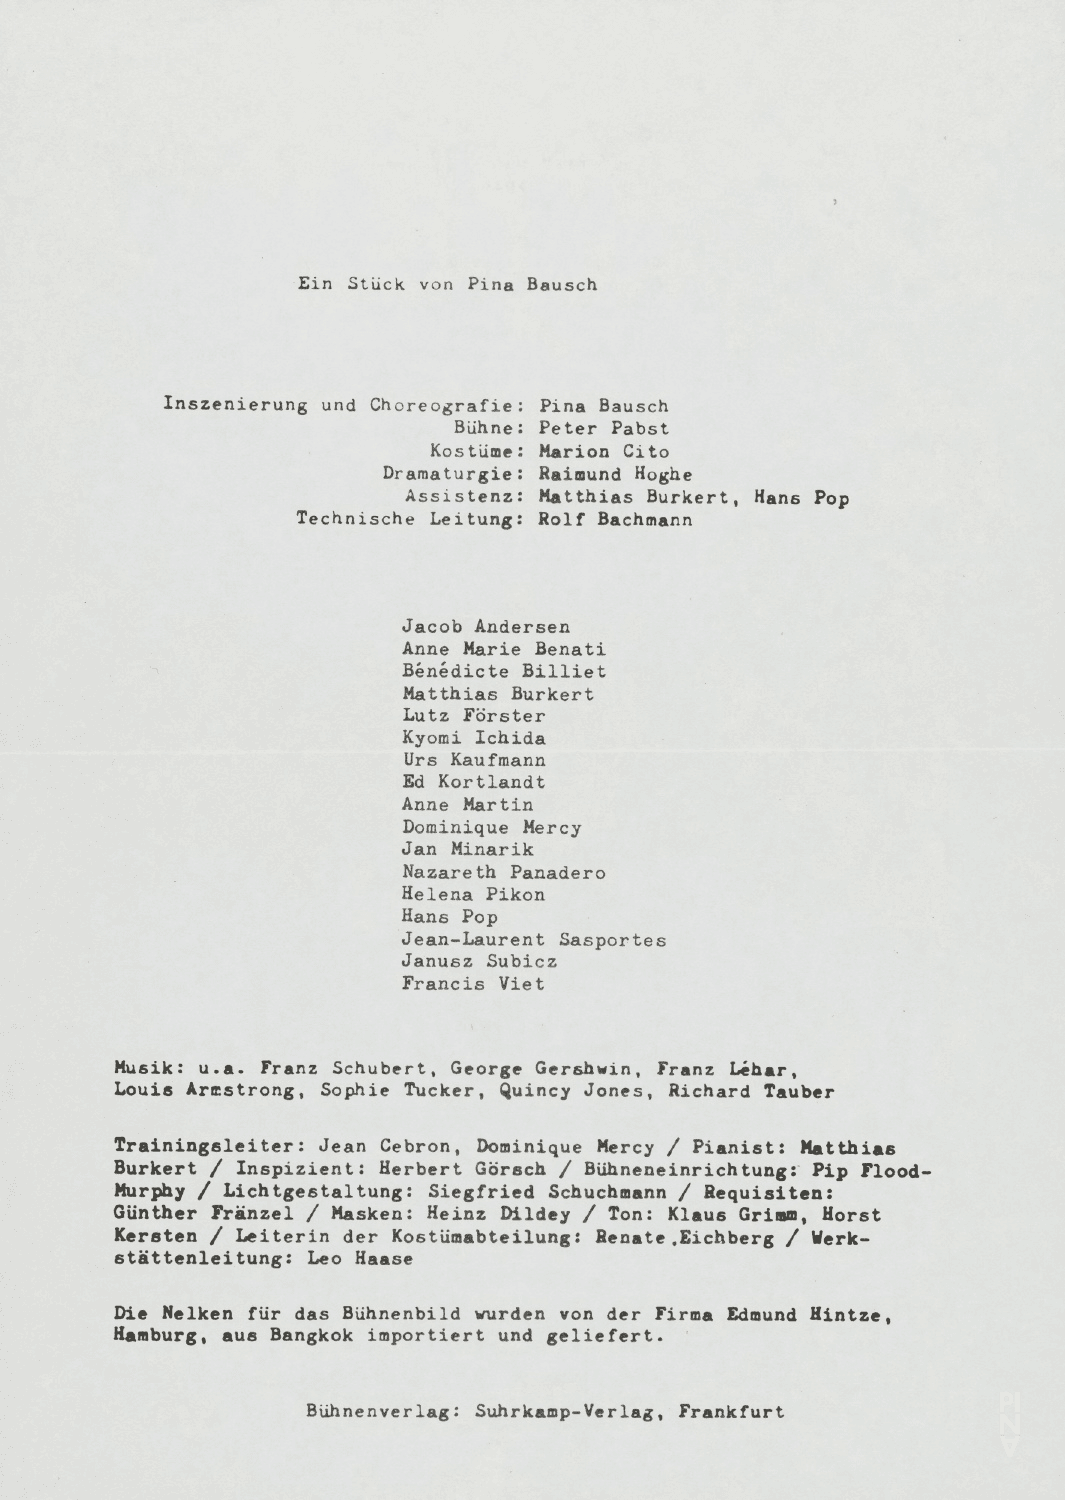 Ein Stück von Pina Bausch
Inszenierung und Choreografie: Pina Bausch
Bühne: Peter Pabst
Kostüme: Marion Cito
Dramaturgie: Raimund Hoghe
Assistenz: Matthias Burkert, Hans Pop
Technische Leitung: Rolf Bachmann
Jacob Andersen
Anne Marie Benati
Bénédicte Billiet
Matthias Burkert
Lutz Förster
Kyomi Ichida
Urs Kaufmann
Ed Kortlandt
Anne Martin
Dominique Mercy
Jan Minarik
Nazareth Panadero
Helena Pikon
Hans Pop
Jean-Laurent Sasportes
Janusz Subicz
Francis Viet
Musik: u.a. Franz Schubert, George Gershwin, Franz Léhar,
Louis Armstrong, Sophie Tucker, Quincy Jones, Richard Tauber
Trainingsleiter: Jean Cebron, Dominique Mercy / Pianist: Matthias
Burkert / Inspizient: Herbert Görsch / Bühneneinrichtung: Pip Flood-
Murphy / Lichtgestaltung: Siegfried Schuchmann / Requisiten:
Günther Fränzel / Masken: Heinz Dildey / Ton: Klaus Grimm, Horst
Kersten / Leiterin der Kostümabteilung: Renate.Eichberg / Werk-
stättenleitung: Leo Haase
Die Nelken für das Bühnenbild wurden von der Firma Edmund Hintze,
Hamburg, aus Bangkok importiert und geliefert.
Bühnenverlag: Suhrkamp-Verlag, Frankfurt